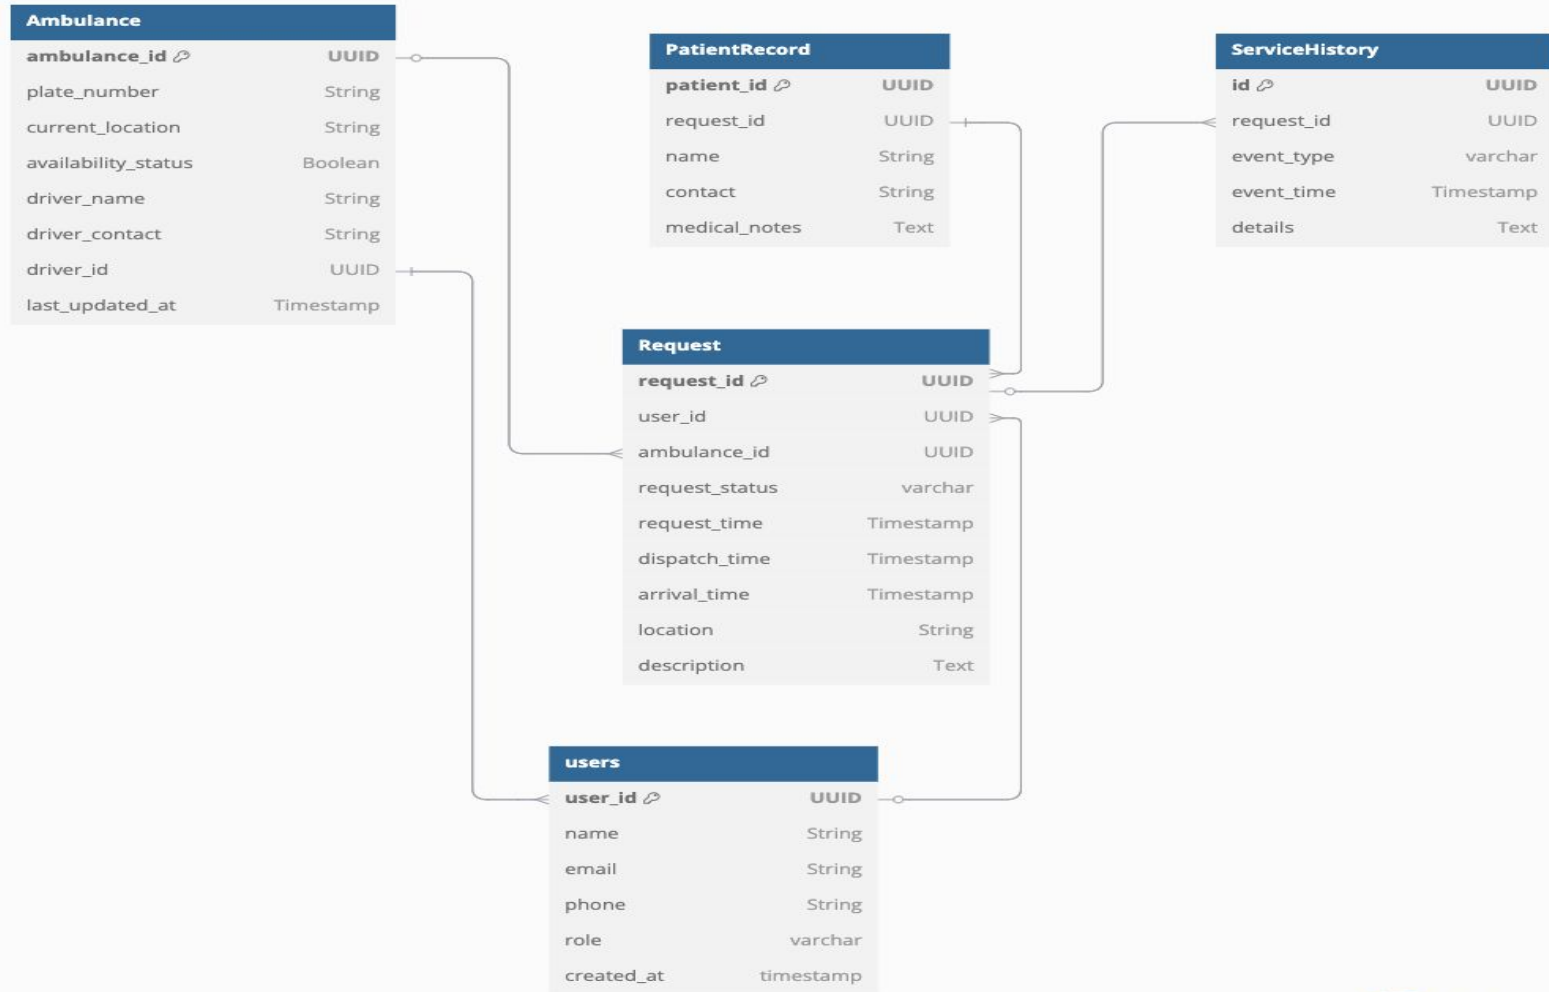 Ambulance
ambulance_id UUID
plate_number String
current_location String
availability_status Boolean
driver_name String
driver_contact String
driver_id UUID
last_updated_at Timestamp
PatientRecord
patient_id UUID
request_id UUID
name String
contact String
medical_notes Text
ServiceHistory
id UUID
request_id UUID
event_type varchar
event_time Timestamp
details Text
Request
request_id UUID
user_id UUID
ambulance_id UUID
request_status varchar
request_time Timestamp
dispatch_time Timestamp
arrival_time Timestamp
location String
description Text
users
user_id UUID
name String
email String
phone String
role varchar
created_at timestamp